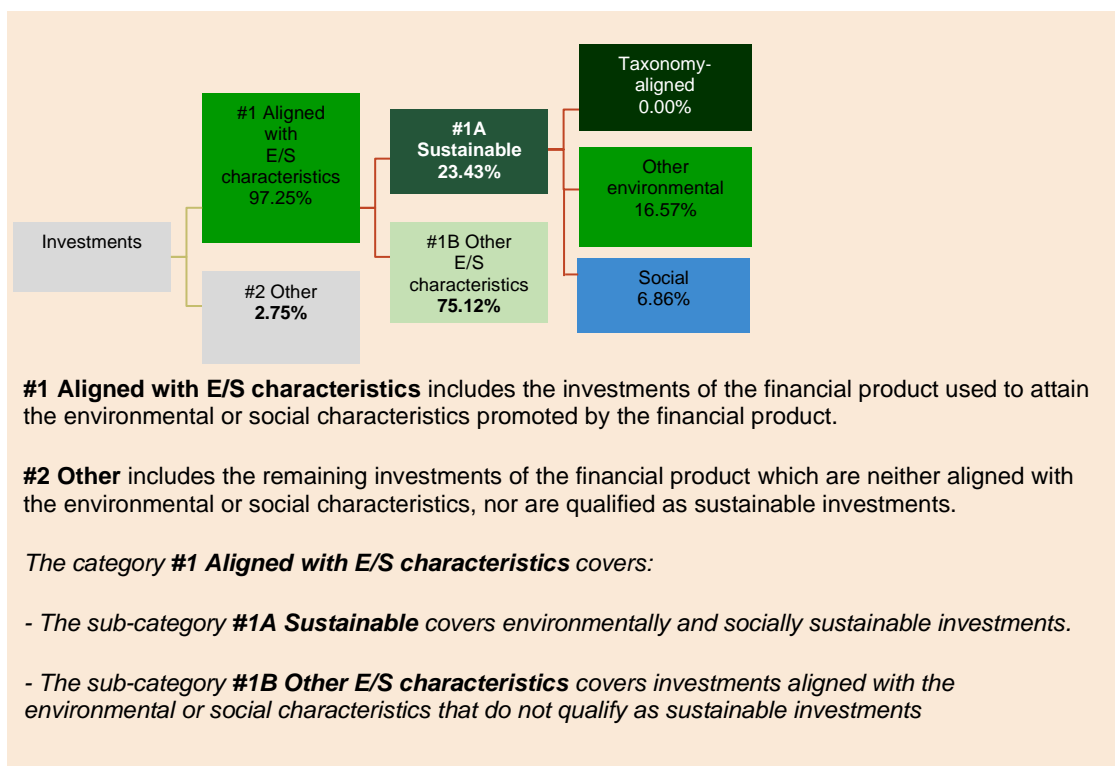 Investments
#1 Aligned
with
E/S
characteristics
97.25%
#2 Other
2.75%
#1A
Sustainable
23.43%
#1B Other
E/S
characteristics
75.12%
Taxonomy-
aligned
0.00%
Other
environmental
16.57%
Social
6.86%
#1 Aligned with E/S characteristics includes the investments of the financial product used to attain
the environmental or social characteristics promoted by the financial product.
#2 Other includes the remaining investments of the financial product which are neither aligned with
the environmental or social characteristics, nor are qualified as sustainable investments.
The category #1 Aligned with E/S characteristics covers:
- The sub-category #1A Sustainable covers environmentally and socially sustainable investments.
- The sub-category #1B Other E/S characteristics covers investments aligned with the
environmental or social characteristics that do not qualify as sustainable investments